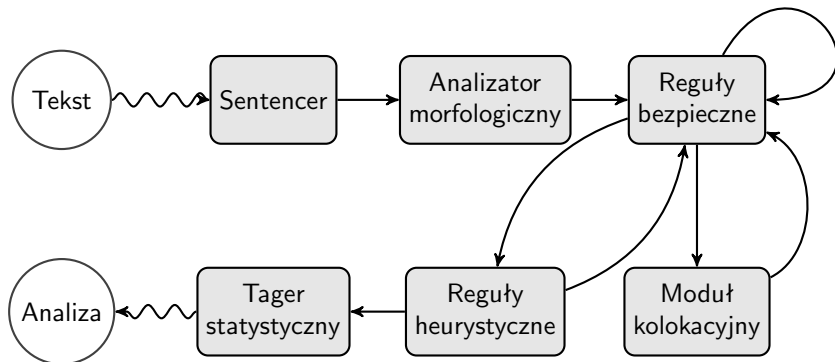 Tekst
Sentencer
Analizator
morfologiczny
Reguły
bezpieczne
Analiza
Tager
statystyczny
Reguły
heurystyczne
Moduł
kolokacyjny